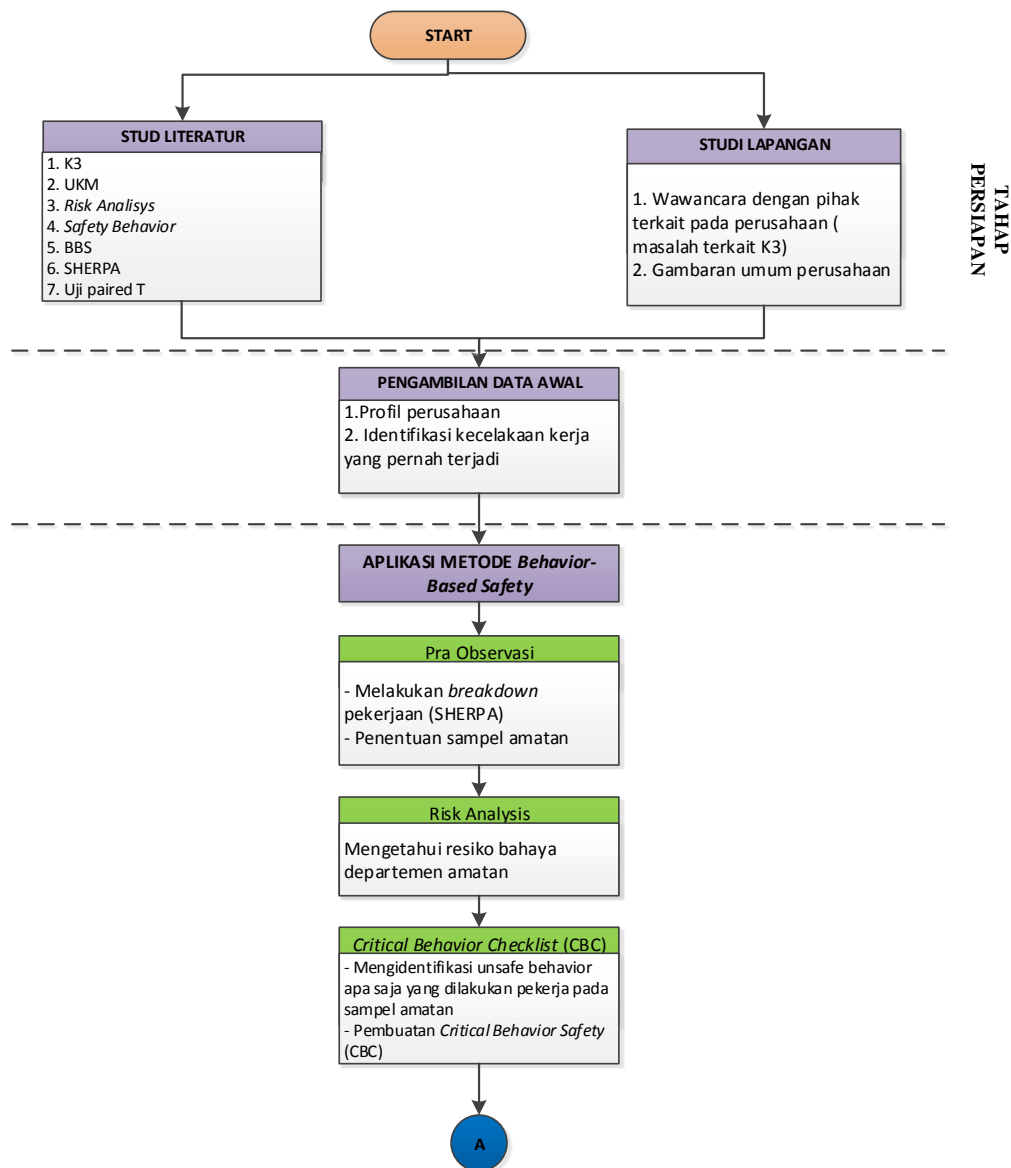 START
STUD LITERATUR
1. K3
2. UKM
3. Risk Analisys
4. Safety Behavior
5. BBS
6. SHERPA
7. Uji paired T
STUDI LAPANGAN
1. Wawancara dengan pihak
terkait pada perusahaan (
masalah terkait K3)
2. Gambaran umum perusahaan
TAHAP
PERSIAPAN
PENGAMBILAN DATA AWAL
1.Profil perusahaan
2. Identifikasi kecelakaan kerja
yang pernah terjadi
APLIKASI METODE Behavior-
Based Safety
Pra Observasi
- Melakukan breakdown
pekerjaan (SHERPA)
- Penentuan sampel amatan
Risk Analysis
Mengetahui resiko bahaya
departemen amatan
Critical Behavior Checklist (CBC)
- Mengidentifikasi unsafe behavior
apa saja yang dilakukan pekerja pada
sampel amatan
- Pembuatan Critical Behavior Safety
(CBC)
A